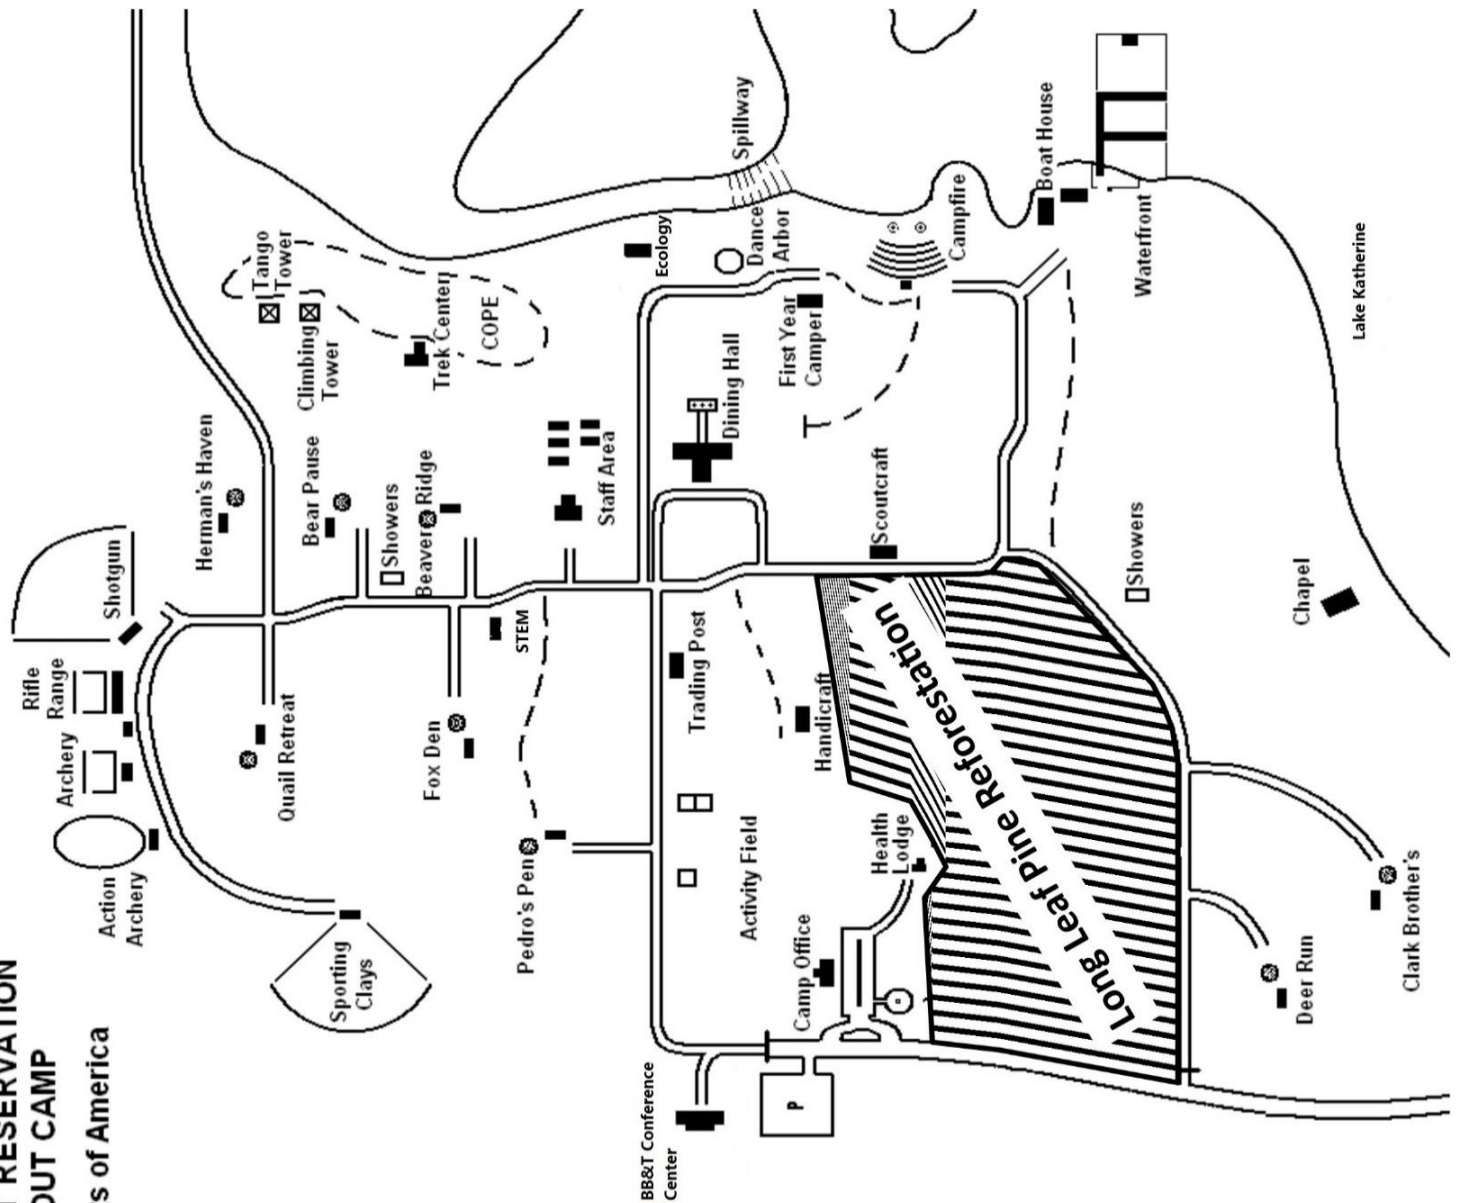 RESERVATION
OUT CAMP
s of America
Rifle
Range
Shotgun
Archery
Action
Archery
Sporting
Clays
Quail Retreat
Herman's Haven
Bear Pause
Showers
Beaver Ridge
Fox Den
STEM
Pedro's Pen
Tango
Tower
Climbing
Tower
Trek Center
COPE
Staff Area
Ecology
Spillway
Dance
Arbor
Dining Hall
First Year
Camper
Campfire
Boat House
Waterfront
Lake Katherine
Scoutcraft
Trading Post
Handicraft
Activity Field
Health
Lodge
Camp Office
BB&T Conference
Center
P
Long Leaf Pine Reforestation
Showers
Chapel
Deer Run
Clark Brother's